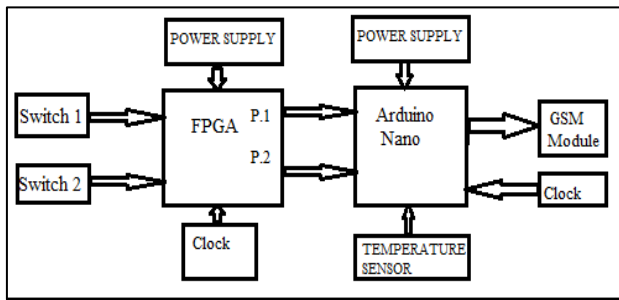 POWER SUPPLY
POWER SUPPLY
Switch 1
FPGA
P.1
P.2
Arduino
Nano
GSM
Module
Switch 2
Clock
Clock
TEMPERATURE
SENSOR